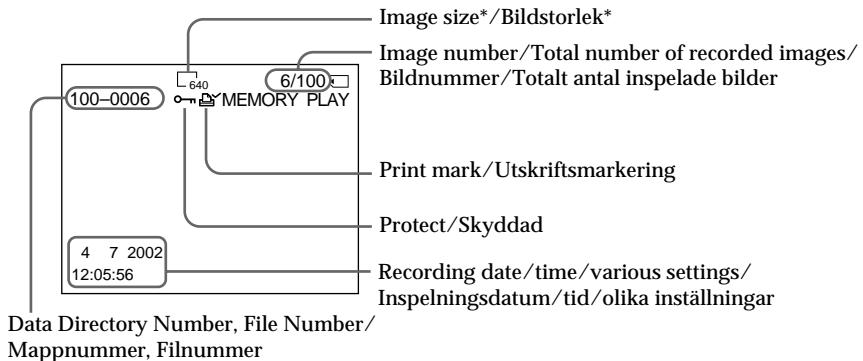 Image size*/Bildstorlek*
Image number/Total number of recorded images/
Bildnummer/Totalt antal inspelade bilder
640
6/100
100–0006
MEMORY PLAY
Print mark/Utskriftsmarkering
Protect/Skyddad
4 7 2002
12:05:56
Recording date/time/various settings/
Inspelningsdatum/tid/olika inställningar
Data Directory Number, File Number/
Mappnummer, Filnummer